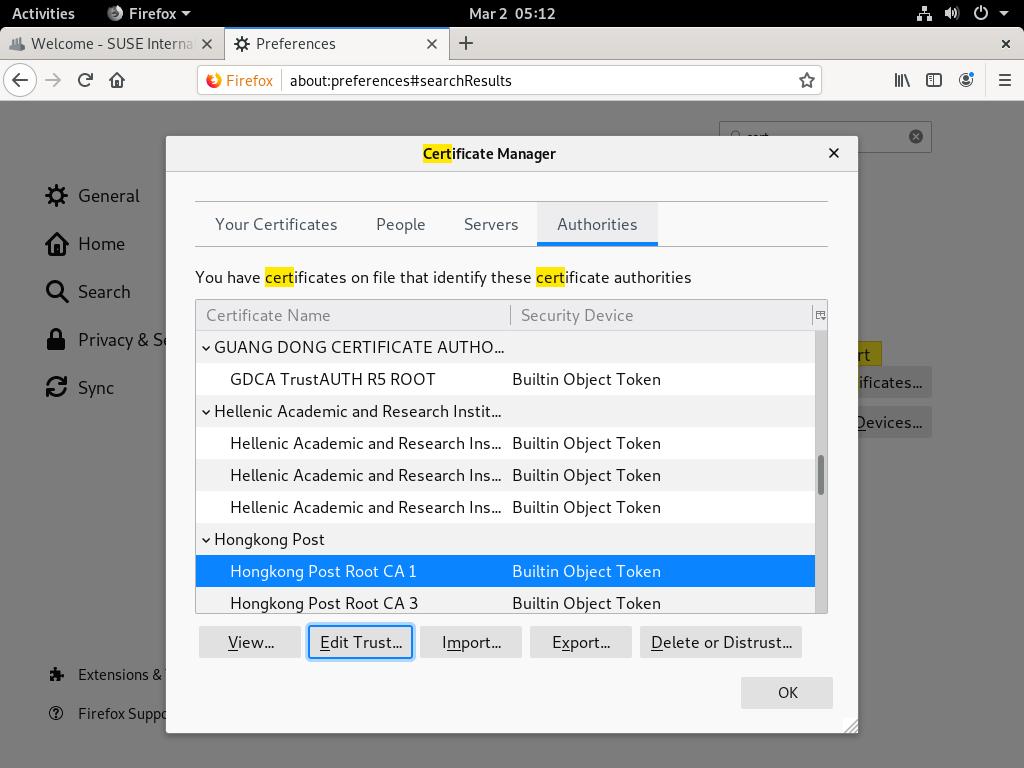 Activities Firefox Mar 2 05:12
Welcome - SUSE Interna Preferences
Firefox about:preferences#searchResults
Certificate Manager
General
Home
Search
Privacy & Se
Sync
Extensions &
Firefox Suppo
Your Certificates People Servers Authorities
You have certificates on file that identify these certificate authorities
Certificate Name Security Device
GUANG DONG CERTIFICATE AUTHO...
GDCA TrustAUTH R5 ROOT Builtin Object Token
Hellenic Academic and Research Instit...
Hellenic Academic and Research Ins... Builtin Object Token
Hellenic Academic and Research Ins... Builtin Object Token
Hellenic Academic and Research Ins... Builtin Object Token
Hongkong Post
Hongkong Post Root CA 1 Builtin Object Token
Hongkong Post Root CA 3 Builtin Object Token
View... Edit Trust... Import... Export... Delete or Distrust...
OK
rt
ificates...
Devices...